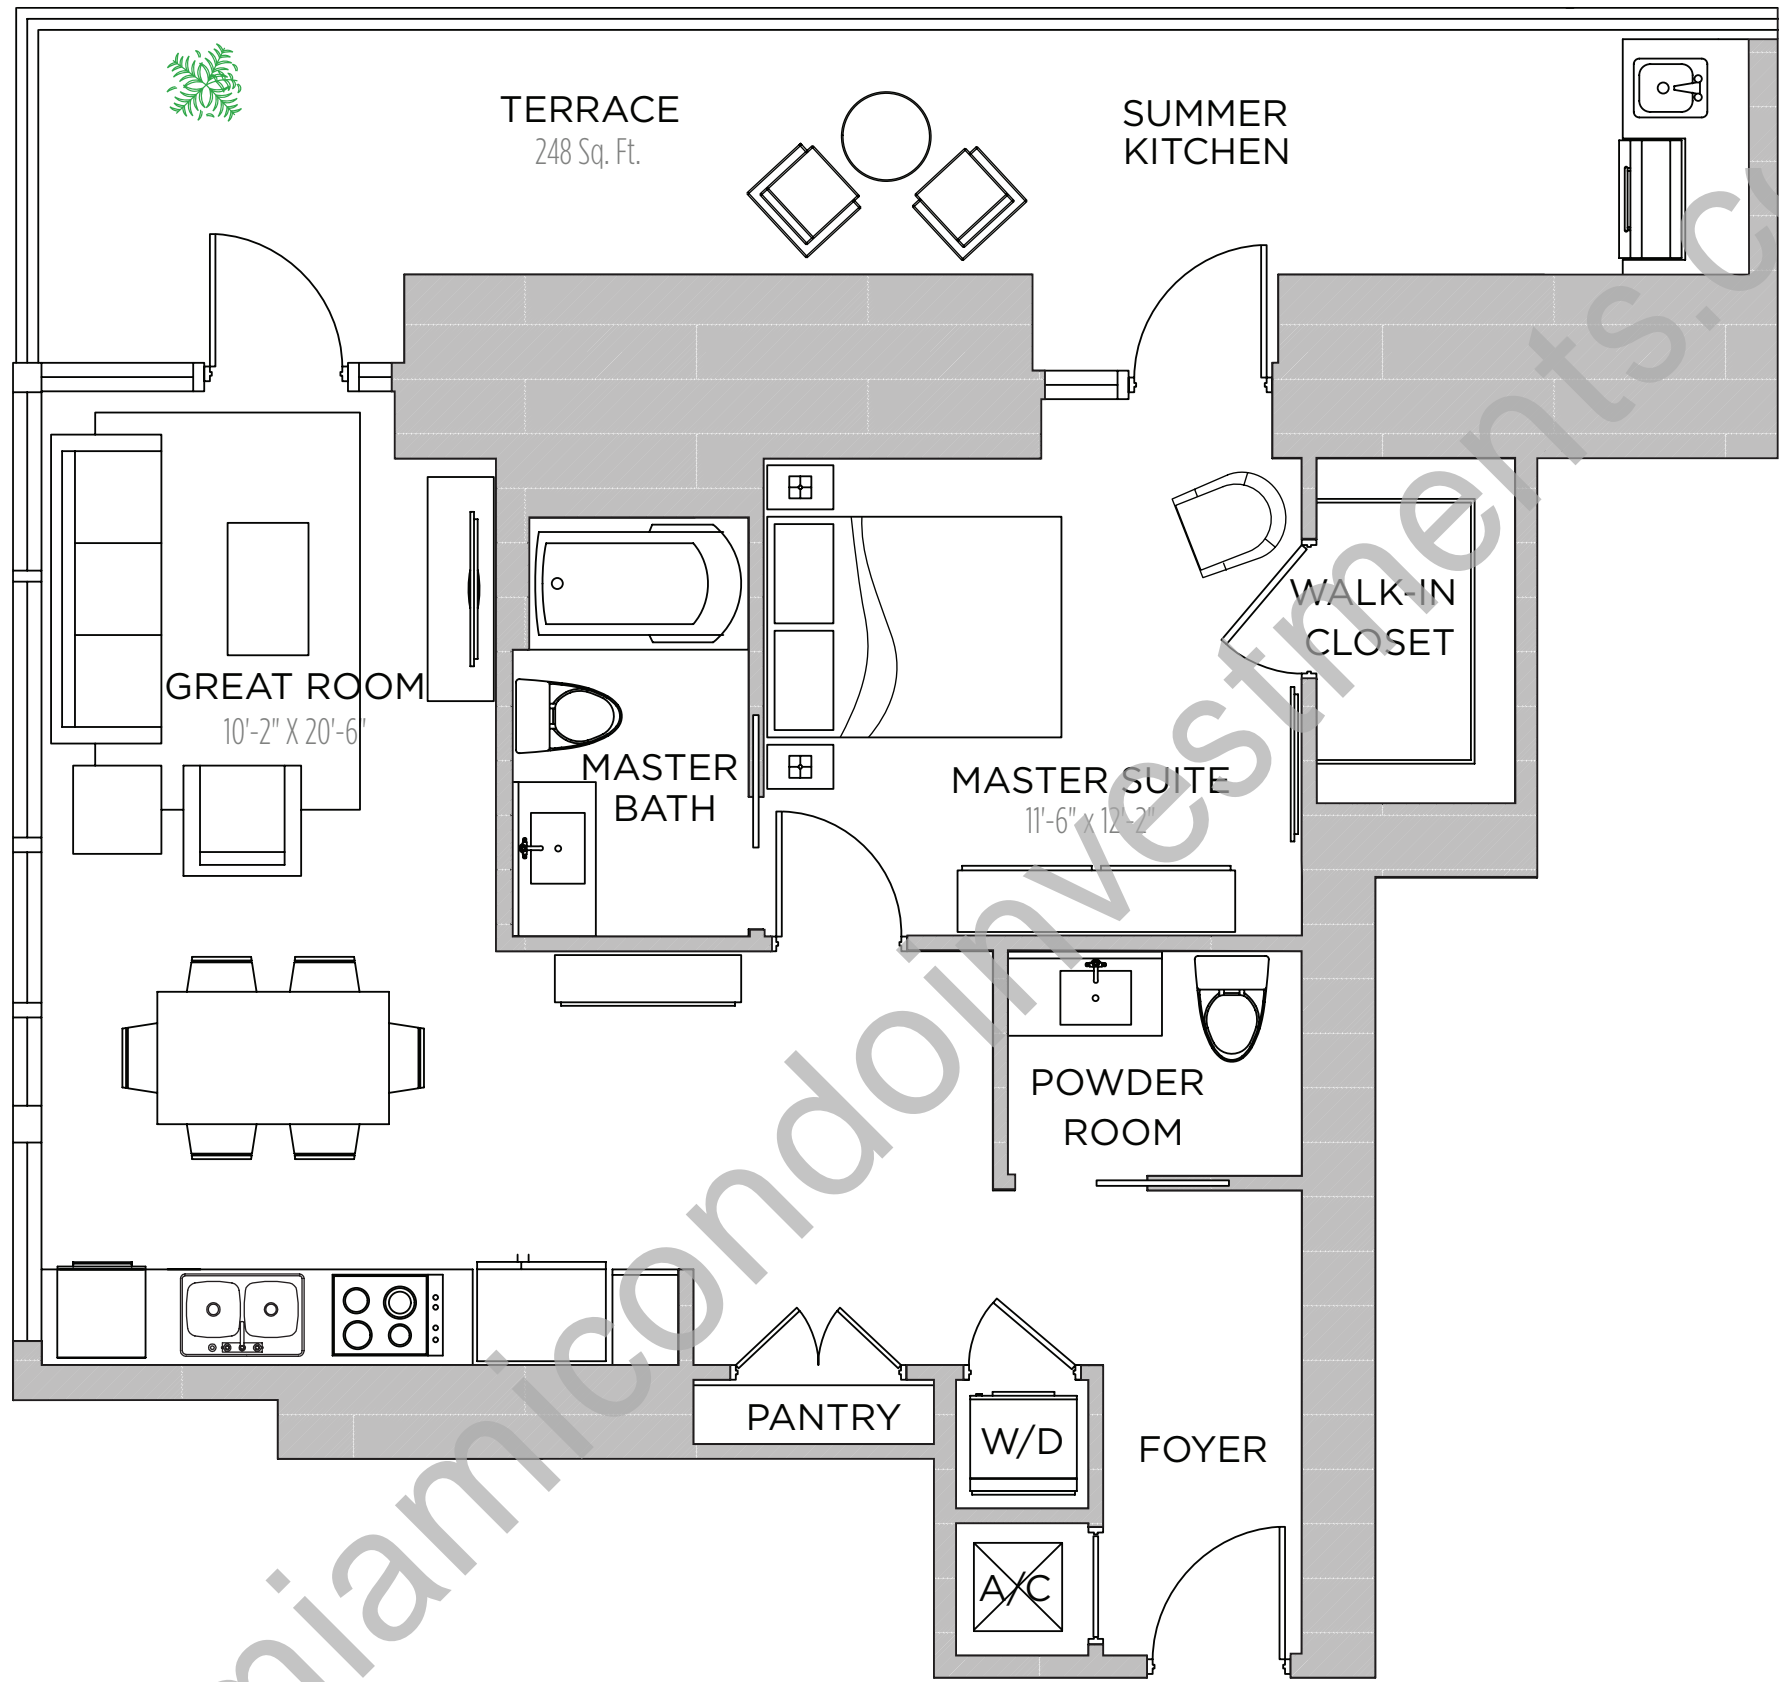 TERRACE
248 Sq. Ft.
SUMMER
KITCHEN
GREAT ROOM
10'-2" X 20'-6"
MASTER
BATH
MASTER SUITE
11'-6" x 12'-2"
WALK-IN
CLOSET
POWDER
ROOM
PANTRY
W/D
FOYER
A/C
miamicondoinvestments.co